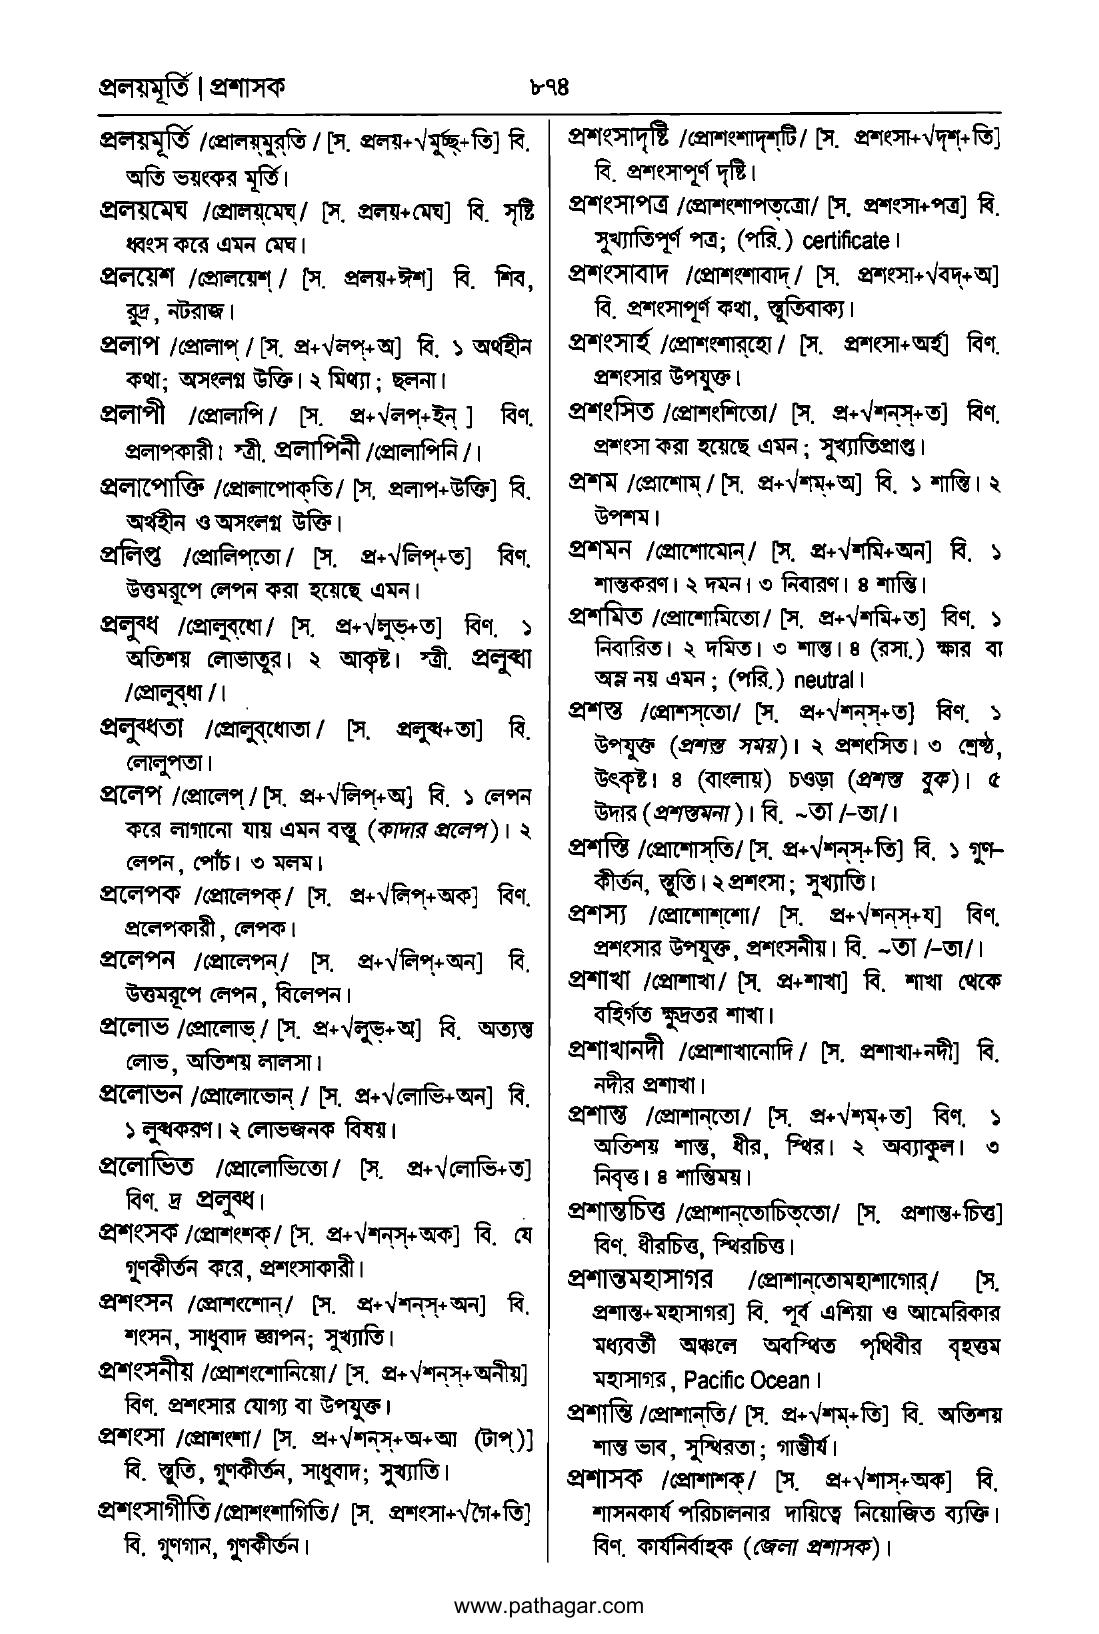 প্রলয়মূর্তি | প্রশাসক
৮৭৪
প্রলয়মূর্তি /প্রোলয়্‌মুর্‌তি / [স. প্রলয়+√মুর্চ্ছ্‌+তি] বি.
অতি ভয়ংকর মূর্তি।
প্রলয়মেঘ /প্রোলয়্‌মেঘ্‌/ [স. প্রলয়+মেঘ] বি. সৃষ্টি
ধ্বংস করে এমন মেঘ।
প্রলয়েশ /প্রোলয়েশ্‌ / [স. প্রলয়+ঈশ] বি. শিব,
রুদ্র, নটরাজ।
প্রলাপ /প্রোলাপ্‌ / [স. প্র+√লপ্‌+অ] বি. ১ অর্থহীন
কথা; অসংলগ্ন উক্তি। ২ মিথ্যা ; ছলনা।
প্রলাপী /প্রোলাপি / [স. প্র+√লপ্‌+ইন্‌ ] বিণ.
প্রলাপকারী। স্ত্রী. প্রলাপিনী /প্রোলাপিনি /।
প্রলাপোক্তি /প্রোলাপোক্‌তি / [স. প্রলাপ+উক্তি] বি.
অর্থহীন ও অসংলগ্ন উক্তি।
প্রলিপ্ত /প্রোলিপ্‌তো / [স. প্র+√লিপ্‌+ত] বিণ.
উত্তমরূপে লেপন করা হয়েছে এমন।
প্রলুব্ধ /প্রোলুব্‌ধো / [স. প্র+√লুভ্‌+ত] বিণ. ১
অতিশয় লোভাতুর। ২ আকৃষ্ট। স্ত্রী. প্রলুব্ধা
/প্রোলুব্‌ধা /।
প্রলুব্ধতা /প্রোলুব্‌ধোতা / [স. প্রলুব্ধ+তা] বি.
লোলুপতা।
প্রলেপ /প্রোলেপ্‌ / [স. প্র+√লিপ্‌+অ] বি. ১ লেপন
করে লাগানো যায় এমন বস্তু (কাদার প্রলেপ)। ২
লেপন, পোঁচ। ৩ মলম।
প্রলেপক /প্রোলেপক্‌ / [স. প্র+√লিপ্‌+অক] বিণ.
প্রলেপকারী, লেপক।
প্রলেপন /প্রোলেপন্‌ / [স. প্র+√লিপ্‌+অন] বি.
উত্তমরূপে লেপন, বিলেপন।
প্রলোভ /প্রোলোভ্‌ / [স. প্র+√লুভ্‌+অ] বি. অত্যন্ত
লোভ, অতিশয় লালসা।
প্রলোভন /প্রোলোভোন্‌ / [স. প্র+√লোভি+অন] বি.
১ লুব্ধকরণ। ২ লোভজনক বিষয়।
প্রলোভিত /প্রোলোভিতো / [স. প্র+√লোভি+ত]
বিণ. দ্র প্রলুব্ধ।
প্রশংসক /প্রোশংশক্‌ / [স. প্র+√শন্‌স্‌+অক] বি. যে
গুণকীর্তন করে, প্রশংসাকারী।
প্রশংসন /প্রোশংশোন্‌ / [স. প্র+√শন্‌স্‌+অন] বি.
শংসন, সাধুবাদ জ্ঞাপন; সুখ্যাতি।
প্রশংসনীয় /প্রোশংশোনিয়ো / [স. প্র+√শন্‌স্‌+অনীয়]
বিণ. প্রশংসার যোগ্য বা উপযুক্ত।
প্রশংসা /প্রোশংশা/ [স. প্র+√শন্‌স্‌+অ+আ (টাপ্‌)]
বি. স্তুতি, গুণকীর্তন, সাধুবাদ; সুখ্যাতি।
প্রশংসাগীতি /প্রোশংশাগিতি/ [স. প্রশংসা+√গৈ+তি]
বি. গুণগান, গুণকীর্তন।
প্রশংসাদৃষ্টি /প্রোশংশাদৃশ্‌টি/ [স. প্রশংসা+√দৃশ্‌+তি]
বি. প্রশংসাপূর্ণ দৃষ্টি।
প্রশংসাপত্র /প্রোশংশাপত্‌ত্রো/ [স. প্রশংসা+পত্র] বি.
সুখ্যাতিপূর্ণ পত্র; (পরি.) certificate।
প্রশংসাবাদ /প্রোশংশাবাদ্‌ / [স. প্রশংসা+√বদ্‌+অ]
বি. প্রশংসাপূর্ণ কথা, স্তুতিবাক্য।
প্রশংসার্হ /প্রোশংশার্‌হো / [স. প্রশংসা+অর্হ] বিণ.
প্রশংসার উপযুক্ত।
প্রশংসিত /প্রোশংশিতো/ [স. প্র+√শন্‌স্‌+ত] বিণ.
প্রশংসা করা হয়েছে এমন ; সুখ্যাতিপ্রাপ্ত।
প্রশম /প্রোশোম্‌ / [স. প্র+√শম্‌+অ] বি. ১ শান্তি। ২
উপশম।
প্রশমন /প্রোশোমোন্‌ / [স. প্র+√শমি+অন] বি. ১
শান্তকরণ। ২ দমন। ৩ নিবারণ। ৪ শান্তি।
প্রশমিত /প্রোশোমিতো / [স. প্র+√শমি+ত] বিণ. ১
নিবারিত। ২ দমিত। ৩ শান্ত। ৪ (রসা.) ক্ষার বা
অম্ল নয় এমন ; (পরি.) neutral।
প্রশস্ত /প্রোশস্‌তো/ [স. প্র+√শন্‌স্‌+ত] বিণ. ১
উপযুক্ত (প্রশস্ত সময়)। ২ প্রশংসিত। ৩ শ্রেষ্ঠ,
উৎকৃষ্ট। ৪ (বাংলায়) চওড়া (প্রশস্ত বুক)। ৫
উদার (প্রশস্তমনা)। বি. ~তা /–তা/।
প্রশস্তি /প্রোশোস্‌তি/ [স. প্র+√শন্‌স্‌+তি] বি. ১ গুণ–
কীর্তন, স্তুতি। ২ প্রশংসা ; সুখ্যাতি।
প্রশস্য /প্রোশোশ্‌শো/ [স. প্র+√শন্‌স্‌+য] বিণ.
প্রশংসার উপযুক্ত, প্রশংসনীয়। বি. ~তা /–তা/।
প্রশাখা /প্রোশাখা/ [স. প্র+শাখা] বি. শাখা থেকে
বহির্গত ক্ষুদ্রতর শাখা।
প্রশাখানদী /প্রোশাখানোদি / [স. প্রশাখা+নদী] বি.
নদীর প্রশাখা।
প্রশান্ত /প্রোশান্‌তো/ [স. প্র+√শম্‌+ত] বিণ. ১
অতিশয় শান্ত, ধীর, স্থির। ২ অব্যাকুল। ৩
নিবৃত্ত। ৪ শান্তিময়।
প্রশান্তচিত্ত /প্রোশান্‌তোচিত্‌তো/ [স. প্রশান্ত+চিত্ত]
বিণ. ধীরচিত্ত, স্থিরচিত্ত।
প্রশান্তমহাসাগর /প্রোশান্‌তোমহাশাগোর্‌/ [স.
প্রশান্ত+মহাসাগর] বি. পূর্ব এশিয়া ও আমেরিকার
মধ্যবর্তী অঞ্চলে অবস্থিত পৃথিবীর বৃহত্তম
মহাসাগর, Pacific Ocean।
প্রশান্তি /প্রোশান্‌তি/ [স. প্র+√শম্‌+তি] বি. অতিশয়
শান্ত ভাব, সুস্থিরতা ; গাম্ভীর্য।
প্রশাসক /প্রোশাশক্‌/ [স. প্র+√শাস্‌+অক] বি.
শাসনকার্য পরিচালনার দায়িত্বে নিয়োজিত ব্যক্তি।
বিণ. কার্যনির্বাহক (জেলা প্রশাসক)।
www.pathagar.com